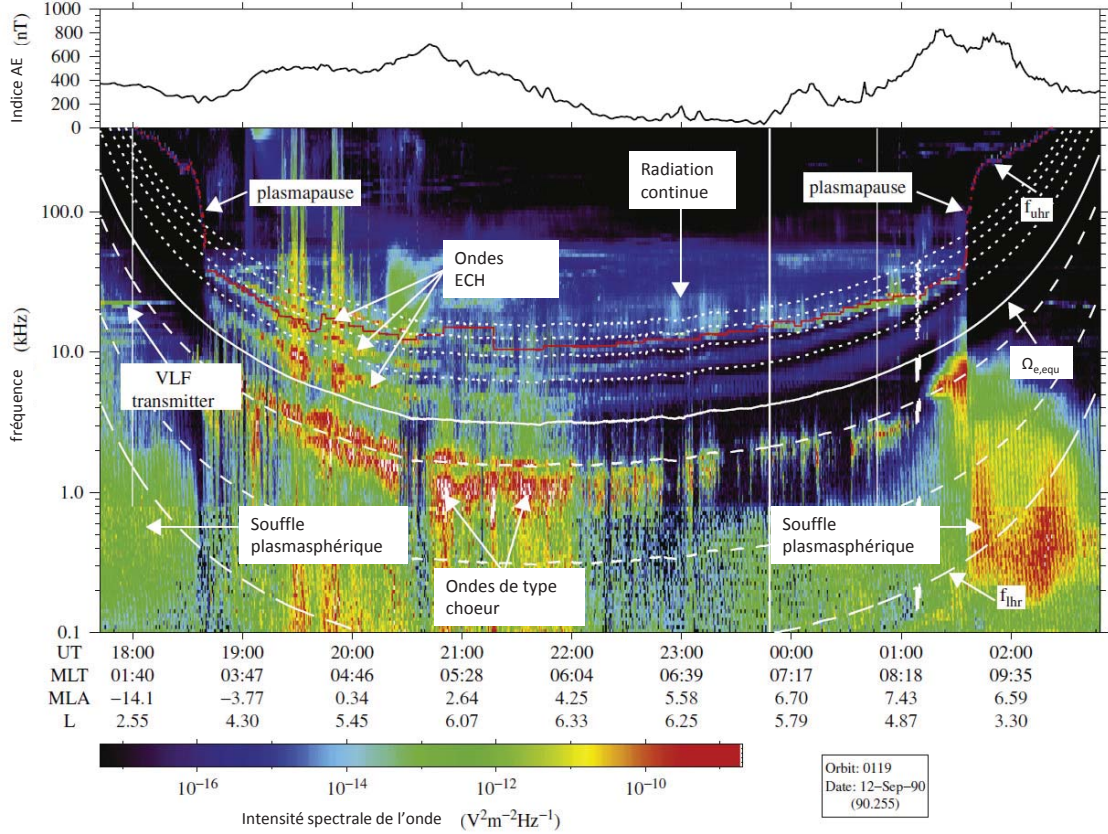 1000
800
600
400
200
0
Indice AE (nT)
plasmapause
Radiation
continue
plasmapause
f_uhr
Ondes
ECH
100.0
10.0
1.0
0.1
fréquence (kHz)
VLF
transmitter
Ω_e,equ
Souffle
plasmasphérique
Ondes de type
choeur
Souffle
plasmasphérique
f_lhr
UT 18:00 19:00 20:00 21:00 22:00 23:00 00:00 01:00 02:00
MLT 01:40 03:47 04:46 05:28 06:04 06:39 07:17 08:18 09:35
MLA −14.1 −3.77 0.34 2.64 4.25 5.58 6.70 7.43 6.59
L 2.55 4.30 5.45 6.07 6.33 6.25 5.79 4.87 3.30
10⁻¹⁶ 10⁻¹⁴ 10⁻¹² 10⁻¹⁰
Intensité spectrale de l'onde (V²m⁻²Hz⁻¹)
Orbit: 0119
Date: 12−Sep−90
(90.255)